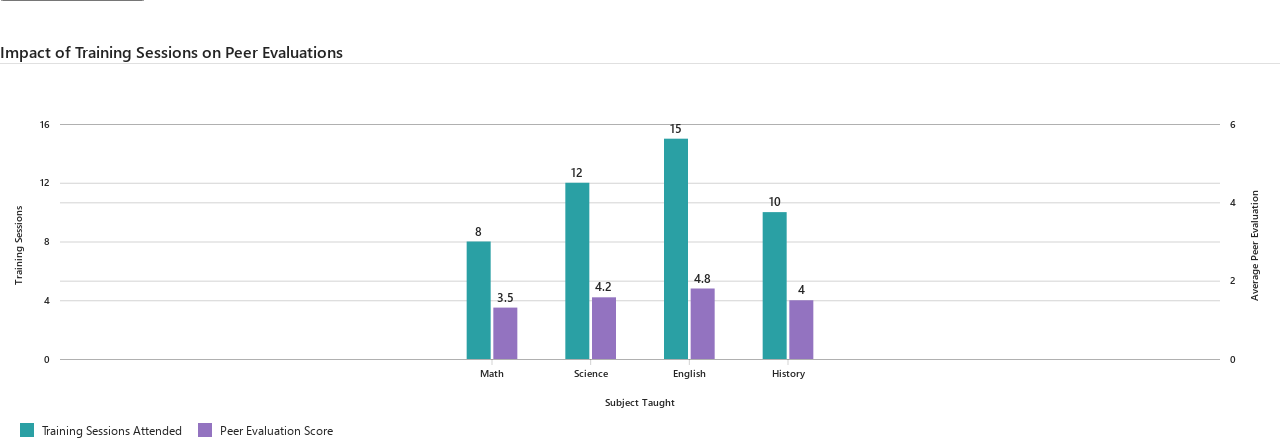 Impact of Training Sessions on Peer Evaluations
16
12
8
4
0
Training Sessions
6
4
2
0
Average Peer Evaluation
8
3.5
12
4.2
15
4.8
10
4
Math
Science
English
History
Subject Taught
Training Sessions Attended
Peer Evaluation Score